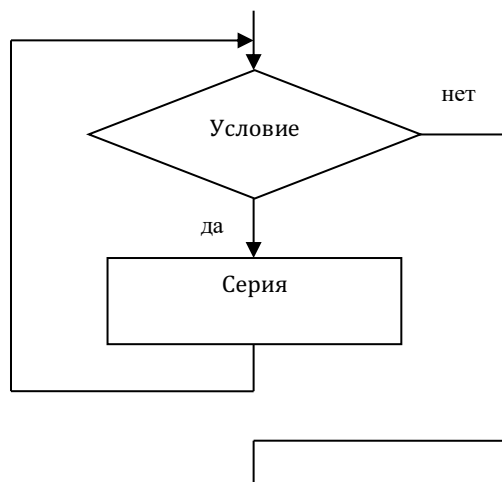 нет
Условие
да
Серия